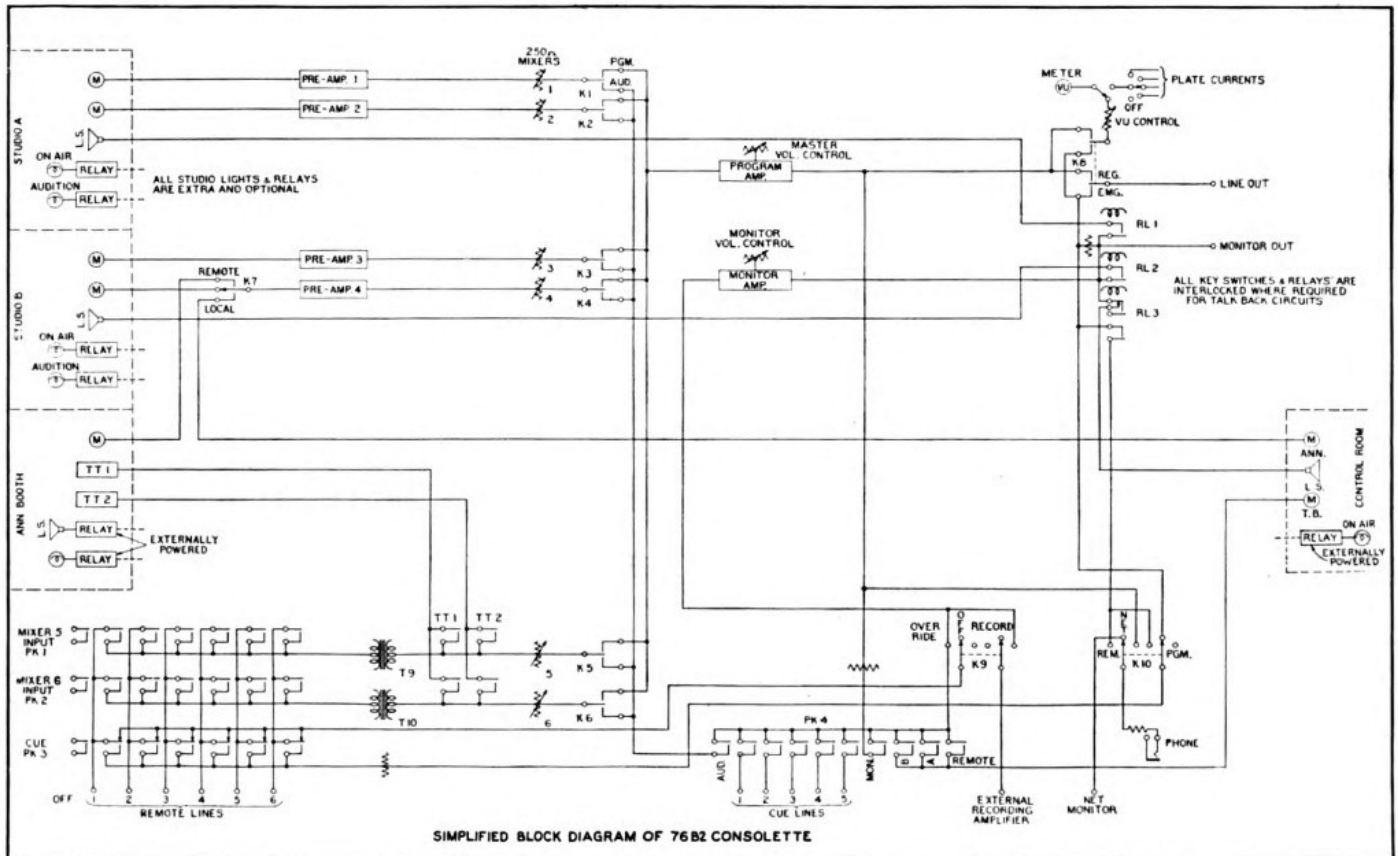 STUDIO A
M
PRE-AMP. 1
250Ω
MIXERS
1
K1
PGM.
AUD.
M
PRE-AMP 2
2
K2
L.S.
ON AIR
RELAY
AUDITION
RELAY
ALL STUDIO LIGHTS & RELAYS
ARE EXTRA AND OPTIONAL
MASTER
VOL. CONTROL
PROGRAM
AMP.
METER
VU
PLATE CURRENTS
OFF
VU CONTROL
K8
REG.
EMG.
LINE OUT
RL 1
MONITOR OUT
RL 2
RL 3
ALL KEY SWITCHES & RELAYS ARE
INTERLOCKED WHERE REQUIRED
FOR TALK BACK CIRCUITS
STUDIO B
M
PRE-AMP. 3
3
K3
M
REMOTE
K7
LOCAL
PRE-AMP. 4
4
K4
MONITOR
VOL. CONTROL
MONITOR
AMP.
L.S.
ON AIR
RELAY
AUDITION
RELAY
ANN BOOTH
M
TT 1
TT 2
L.S.
RELAY
RELAY
EXTERNALLY
POWERED
CONTROL ROOM
M
ANN.
L.S.
M
T.B.
ON AIR
RELAY
EXTERNALLY
POWERED
MIXER 5
INPUT
PK 1
MIXER 6
INPUT
PK 2
CUE
PK 3
T9
T10
TT 1
TT 2
5
K5
6
K6
OFF
1
2
3
4
5
6
REMOTE LINES
OVER
RIDE
OFF
RECORD
K9
REM.
NET
K10
PGM.
PK 4
AUD.
1
2
3
4
5
CUE LINES
MON.
B
A
REMOTE
PHONE
EXTERNAL
RECORDING
AMPLIFIER
NET
MONITOR
SIMPLIFIED BLOCK DIAGRAM OF 76B2 CONSOLETTE